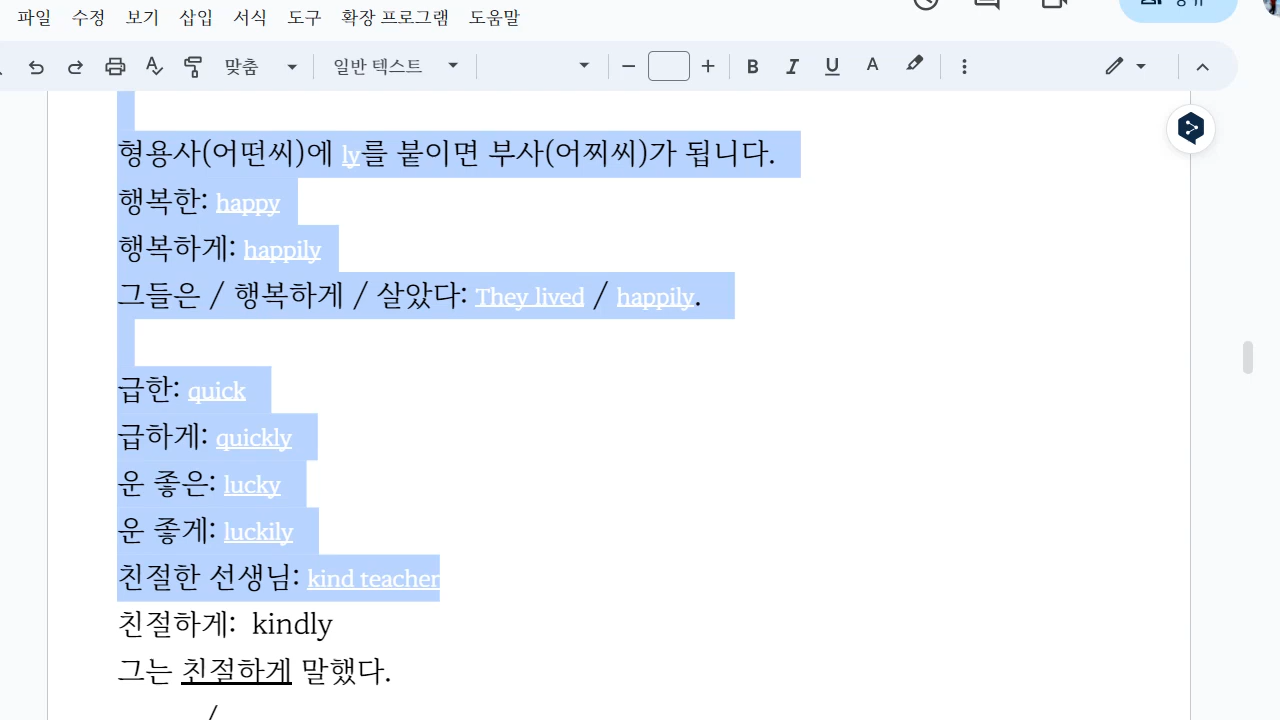 파일 수정 보기 삽입 서식 도구 확장 프로그램 도움말
맞춤 일반 텍스트 B I U A
형용사(어떤씨)에 ly를 붙이면 부사(어찌씨)가 됩니다.
행복한: happy
행복하게: happily
그들은 / 행복하게 / 살았다: They lived / happily.
급한: quick
급하게: quickly
운 좋은: lucky
운 좋게: luckily
친절한 선생님: kind teacher
친절하게: kindly
그는 친절하게 말했다.
/